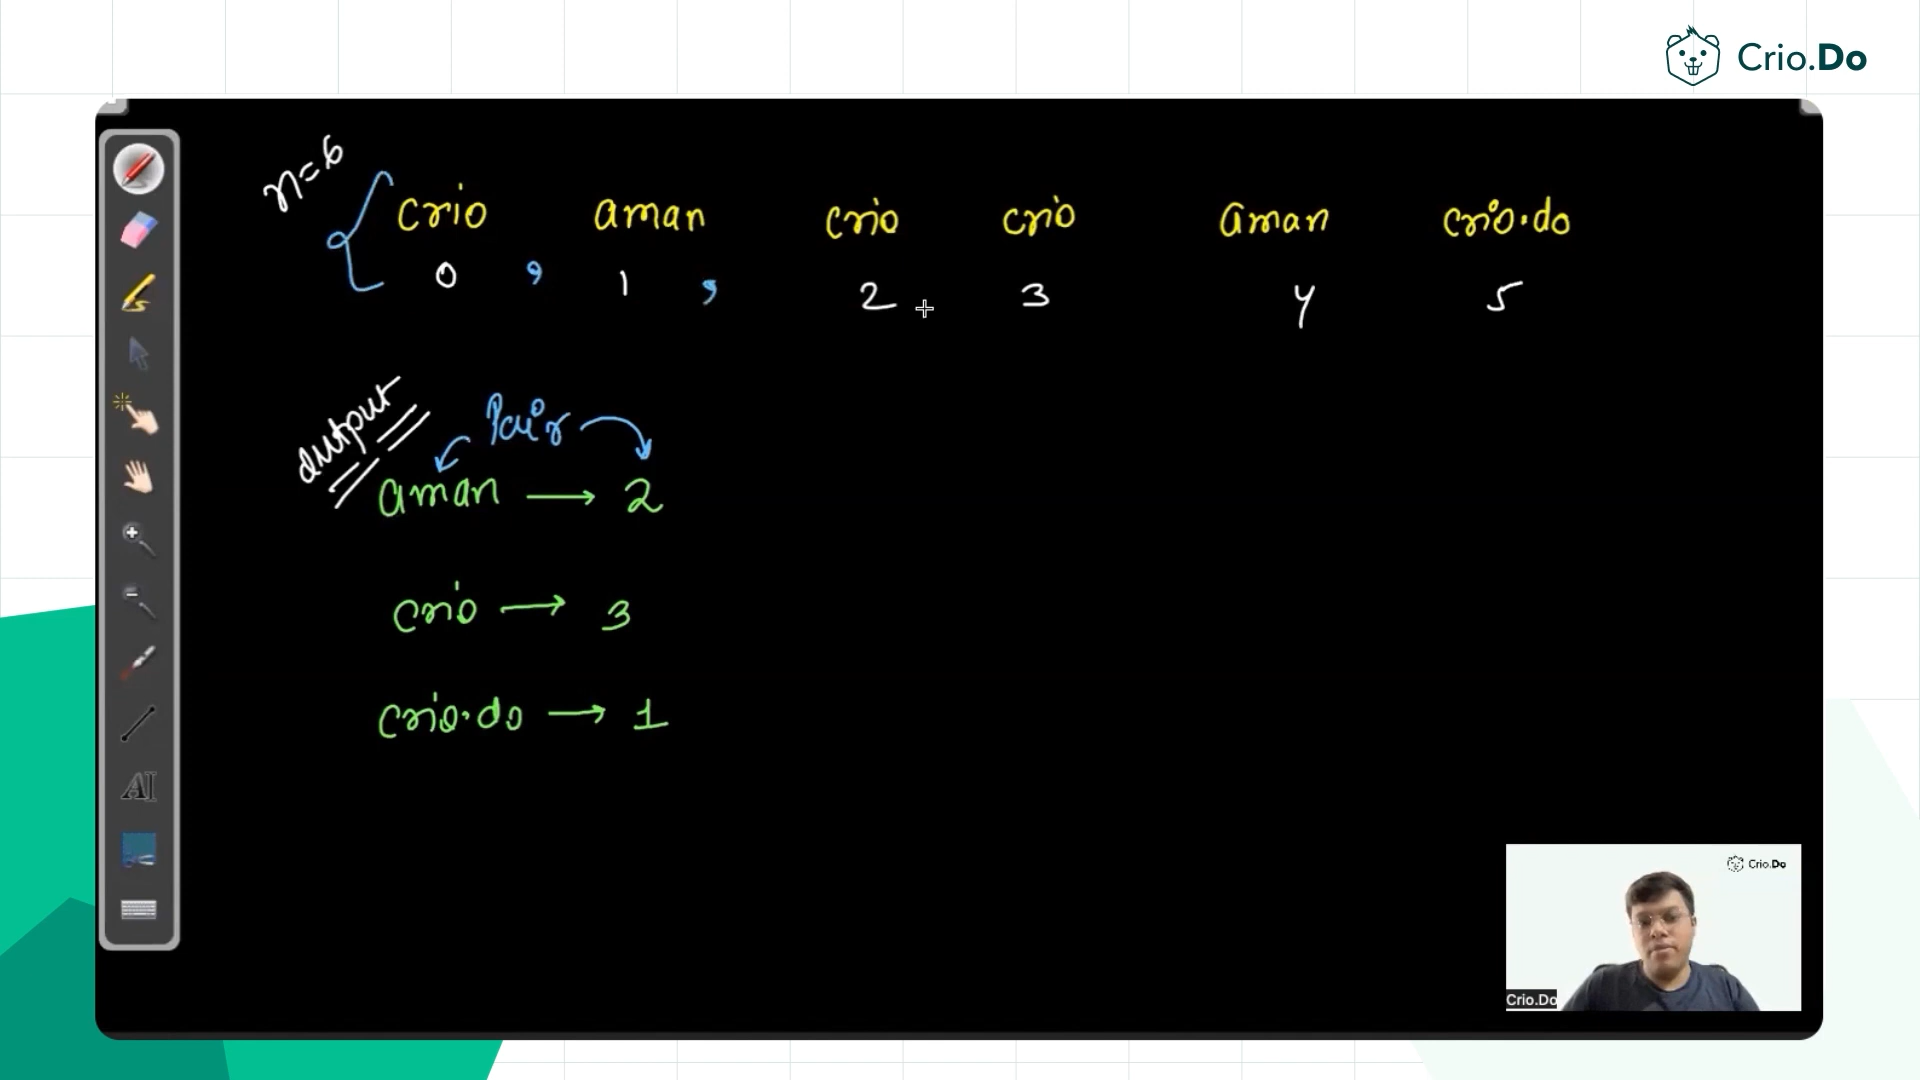 Crio.Do
n=6
{ crio aman crio crio aman crio.do
0 , 1 , 2 3 4 5
output
Pair
aman → 2
crio → 3
crio.do → 1
AI
Crio.Do
Crio.Do